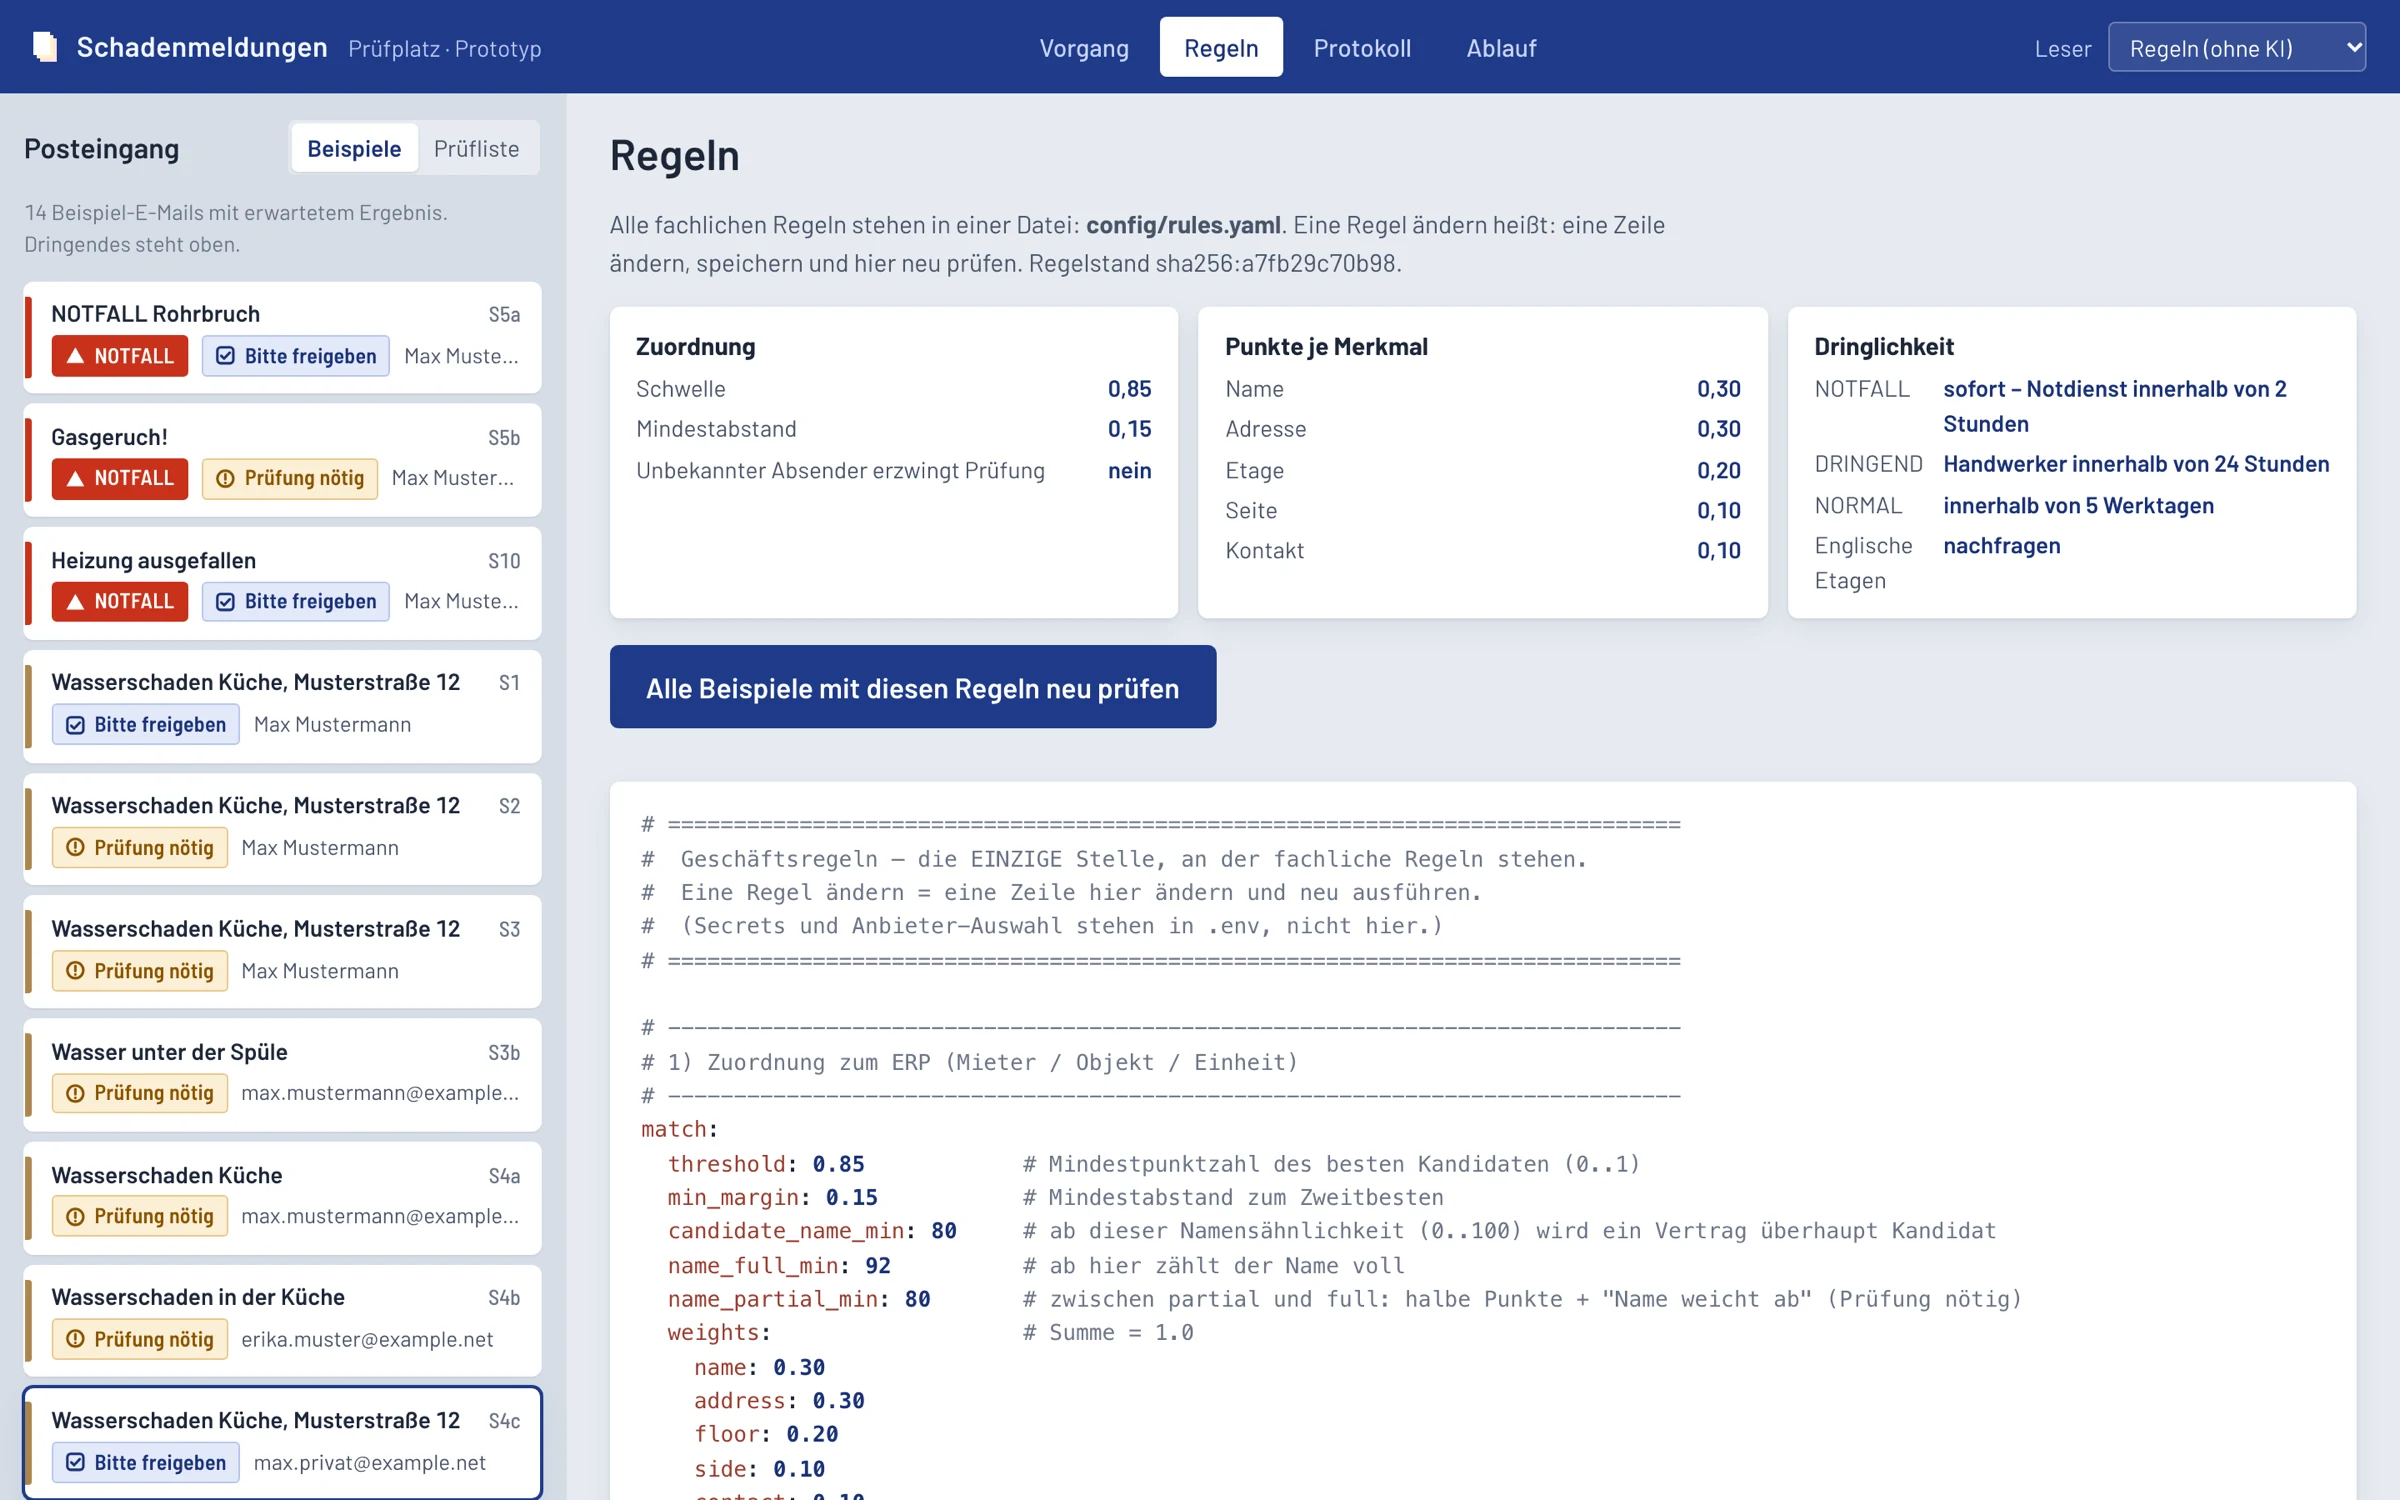 Schadenmeldungen Prüfplatz · Prototyp
Vorgang Regeln Protokoll Ablauf
Leser Regeln (ohne KI)
Posteingang Beispiele Prüfliste
14 Beispiel-E-Mails mit erwartetem Ergebnis.
Dringendes steht oben.
NOTFALL Rohrbruch S5a
NOTFALL Bitte freigeben Max Muste...
Gasgeruch! S5b
NOTFALL Prüfung nötig Max Muster...
Heizung ausgefallen S10
NOTFALL Bitte freigeben Max Muste...
Wasserschaden Küche, Musterstraße 12 S1
Bitte freigeben Max Mustermann
Wasserschaden Küche, Musterstraße 12 S2
Prüfung nötig Max Mustermann
Wasserschaden Küche, Musterstraße 12 S3
Prüfung nötig Max Mustermann
Wasser unter der Spüle S3b
Prüfung nötig max.mustermann@example...
Wasserschaden Küche S4a
Prüfung nötig max.mustermann@example...
Wasserschaden in der Küche S4b
Prüfung nötig erika.muster@example.net
Wasserschaden Küche, Musterstraße 12 S4c
Bitte freigeben max.privat@example.net
Regeln
Alle fachlichen Regeln stehen in einer Datei: config/rules.yaml. Eine Regel ändern heißt: eine Zeile
ändern, speichern und hier neu prüfen. Regelstand sha256:a7fb29c70b98.
Zuordnung
Schwelle 0,85
Mindestabstand 0,15
Unbekannter Absender erzwingt Prüfung nein
Punkte je Merkmal
Name 0,30
Adresse 0,30
Etage 0,20
Seite 0,10
Kontakt 0,10
Dringlichkeit
NOTFALL sofort – Notdienst innerhalb von 2
Stunden
DRINGEND Handwerker innerhalb von 24 Stunden
NORMAL innerhalb von 5 Werktagen
Englische nachfragen
Etagen
Alle Beispiele mit diesen Regeln neu prüfen
# =============================================================================
#  Geschäftsregeln – die EINZIGE Stelle, an der fachliche Regeln stehen.
#  Eine Regel ändern = eine Zeile hier ändern und neu ausführen.
#  (Secrets und Anbieter-Auswahl stehen in .env, nicht hier.)
# =============================================================================
# -----------------------------------------------------------------------------
# 1) Zuordnung zum ERP (Mieter / Objekt / Einheit)
# -----------------------------------------------------------------------------
match:
threshold: 0.85 # Mindestpunktzahl des besten Kandidaten (0..1)
min_margin: 0.15 # Mindestabstand zum Zweitbesten
candidate_name_min: 80 # ab dieser Namensähnlichkeit (0..100) wird ein Vertrag überhaupt Kandidat
name_full_min: 92 # ab hier zählt der Name voll
name_partial_min: 80 # zwischen partial und full: halbe Punkte + "Name weicht ab" (Prüfung nötig)
weights: # Summe = 1.0
name: 0.30
address: 0.30
floor: 0.20
side: 0.10
contact: 0.10